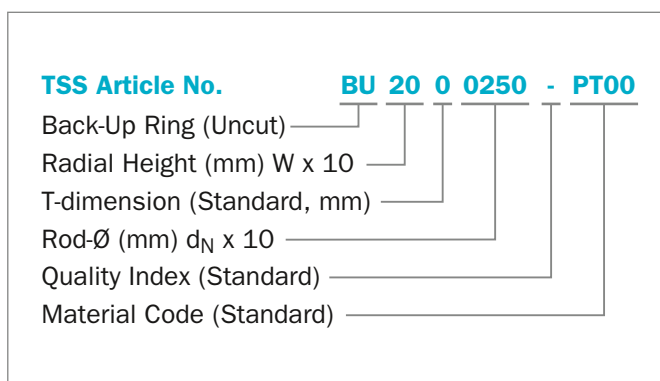 TSS Article No. BU 20 0 0250 - PT00
Back-Up Ring (Uncut)
Radial Height (mm) W x 10
T-dimension (Standard, mm)
Rod-Ø (mm) dN x 10
Quality Index (Standard)
Material Code (Standard)